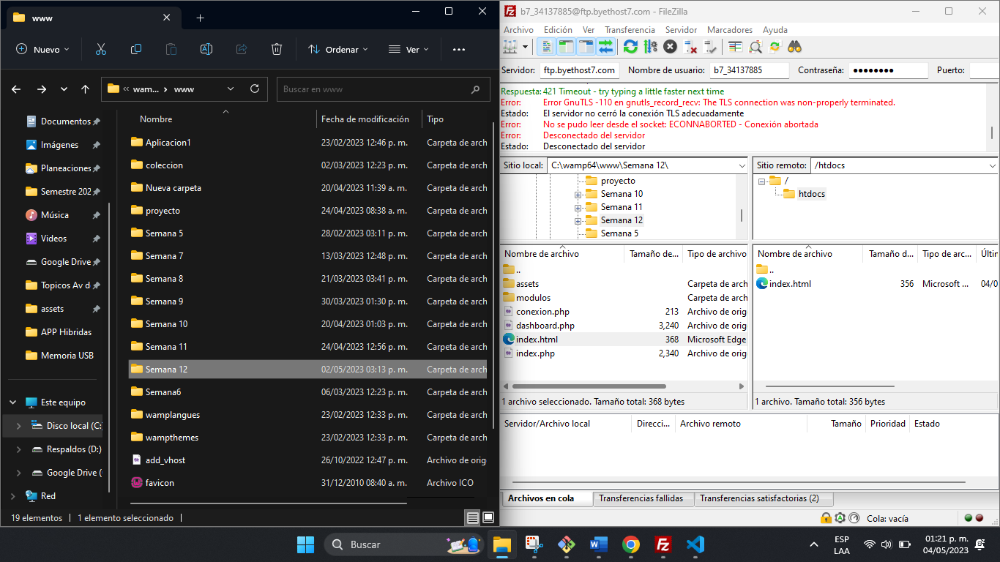 www
Nuevo
Ordenar
Ver
wam...
www
Buscar en www
Documentos
Imágenes
Planeaciones
Semestre 202
Música
Videos
Google Drive
Topicos Av d
assets
APP Hibridas
Memoria USB
Este equipo
Disco local (C:
Respaldos (D:)
Google Drive (
Red
Nombre Fecha de modificación Tipo
Aplicacion1 23/02/2023 12:46 p. m. Carpeta de arch
coleccion 02/03/2023 12:23 p. m. Carpeta de arch
Nueva carpeta 20/04/2023 11:39 a. m. Carpeta de arch
proyecto 24/04/2023 08:38 a. m. Carpeta de arch
Semana 5 28/02/2023 03:11 p. m. Carpeta de arch
Semana 7 13/03/2023 12:48 p. m. Carpeta de arch
Semana 8 21/03/2023 03:41 p. m. Carpeta de arch
Semana 9 30/03/2023 01:30 p. m. Carpeta de arch
Semana 10 20/04/2023 01:03 p. m. Carpeta de arch
Semana 11 24/04/2023 12:56 p. m. Carpeta de arch
Semana 12 02/05/2023 03:13 p. m. Carpeta de arch
Semana6 06/03/2023 12:23 p. m. Carpeta de arch
wamplangues 23/02/2023 12:33 p. m. Carpeta de arch
wampthemes 23/02/2023 12:33 p. m. Carpeta de arch
add_vhost 26/10/2022 12:47 p. m. Archivo de orig
favicon 31/12/2010 08:40 a. m. Archivo ICO
19 elementos 1 elemento seleccionado
b7_34137885@ftp.byethost7.com - FileZilla
Archivo Edición Ver Transferencia Servidor Marcadores Ayuda
Servidor: ftp.byethost7.com Nombre de usuario: b7_34137885 Contraseña: ●●●●●●●● Puerto:
Respuesta: 421 Timeout - try typing a little faster next time
Error: Error GnuTLS -110 en gnutls_record_recv: The TLS connection was non-properly terminated.
Estado: El servidor no cerró la conexión TLS adecuadamente
Error: No se pudo leer desde el socket: ECONNABORTED - Conexión abortada
Error: Desconectado del servidor
Estado: Desconectado del servidor
Sitio local: C:\wamp64\www\Semana 12\
proyecto
Semana 10
Semana 11
Semana 12
Semana 5
Sitio remoto: /htdocs
/
htdocs
Nombre de archivo Tamaño de... Tipo de archivo
..
assets Carpeta de arch
modulos Carpeta de arch
conexion.php 213 Archivo de orig
dashboard.php 3,240 Archivo de orig
index.html 368 Microsoft Edge
index.php 2,340 Archivo de orig
1 archivo seleccionado. Tamaño total: 368 bytes
Nombre de archivo Tamaño d... Tipo de arc... Últin
..
index.html 356 Microsoft ... 04/0
1 archivo. Tamaño total: 356 bytes
Servidor/Archivo local Direcci... Archivo remoto Tamaño Prioridad Estado
Archivos en cola Transferencias fallidas Transferencias satisfactorias (2)
Cola: vacía
Buscar
ESP
LAA
01:21 p. m.
04/05/2023